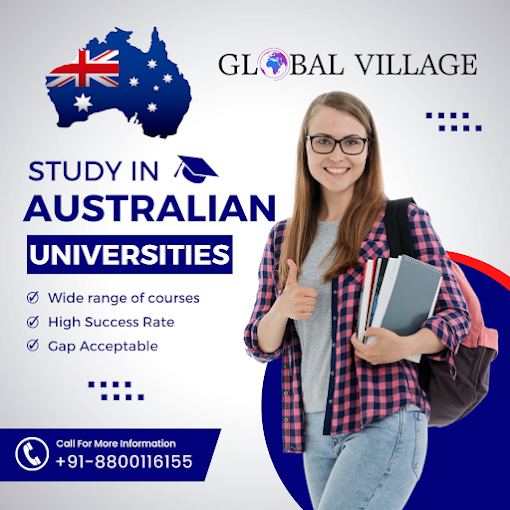 GLOBAL VILLAGE
STUDY IN
AUSTRALIAN
UNIVERSITIES
Wide range of courses
High Success Rate
Gap Acceptable
Call For More Information
+91-8800116155